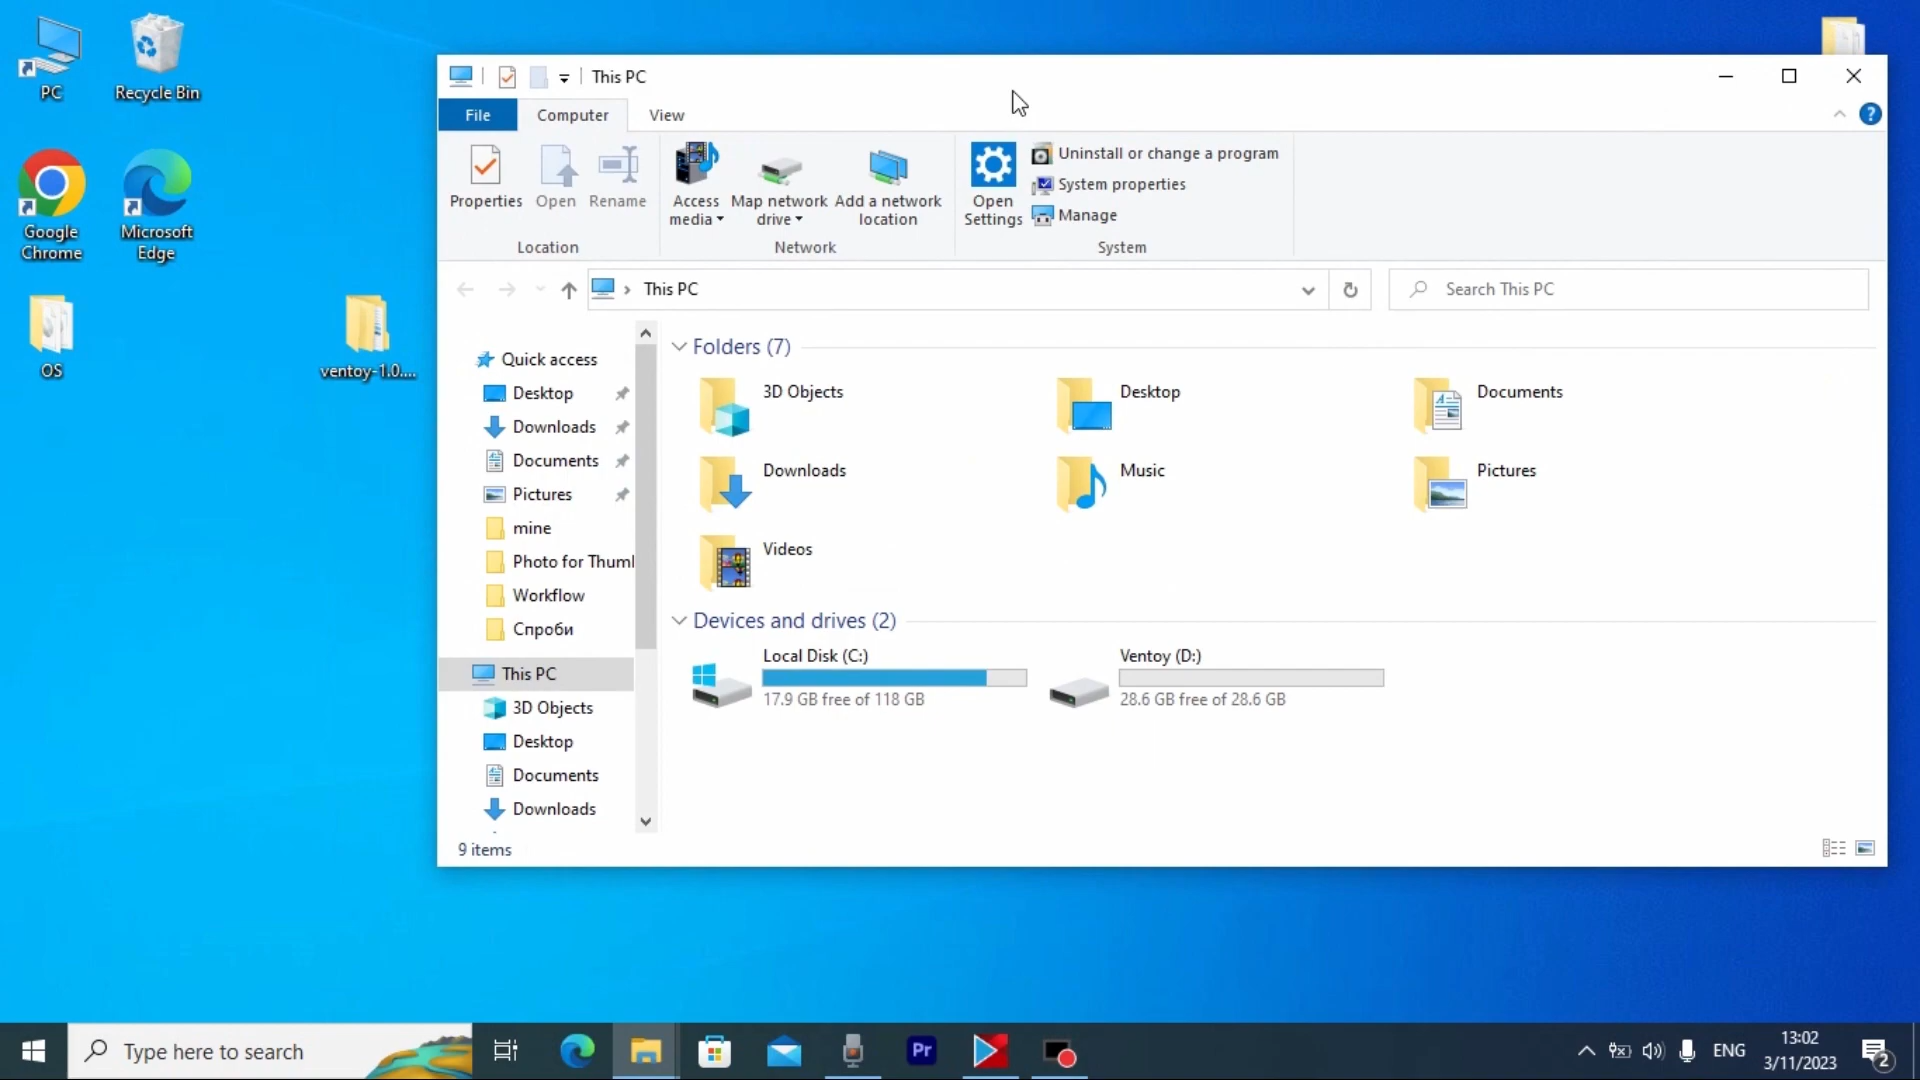 PC
Recycle Bin
Google
Chrome
Microsoft
Edge
OS
ventoy-1.0....
This PC
File
Computer
View
Properties
Open
Rename
Location
Access
media
Map network
drive
Add a network
location
Network
Open
Settings
Uninstall or change a program
System properties
Manage
System
This PC
Search This PC
Quick access
Desktop
Downloads
Documents
Pictures
mine
Photo for Thuml
Workflow
Спроби
This PC
3D Objects
Desktop
Documents
Downloads
Folders (7)
3D Objects
Desktop
Documents
Downloads
Music
Pictures
Videos
Devices and drives (2)
Local Disk (C:)
17.9 GB free of 118 GB
Ventoy (D:)
28.6 GB free of 28.6 GB
9 items
Type here to search
Pr
ENG
13:02
3/11/2023
2